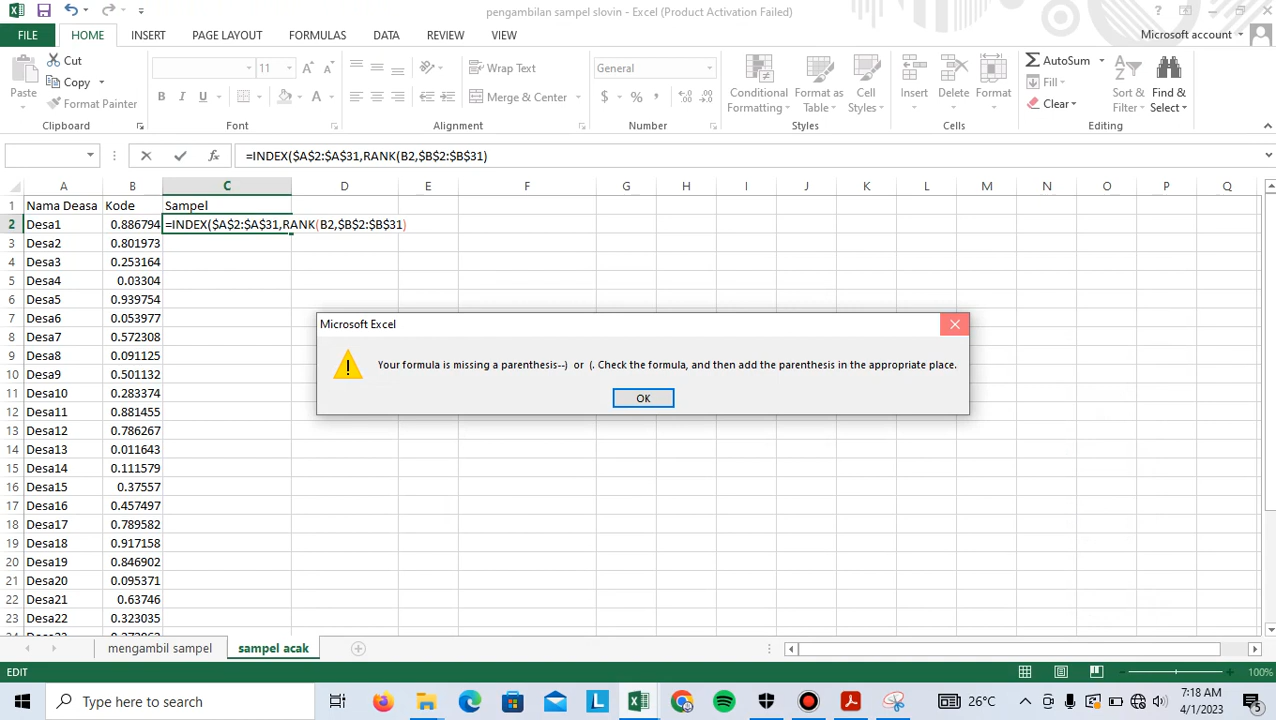 pengambilan sampel slovin - Excel (Product Activation Failed)
FILE HOME INSERT PAGE LAYOUT FORMULAS DATA REVIEW VIEW Microsoft account
Paste Cut Copy Format Painter
11
B I U
Wrap Text
Merge & Center
General
$ % ,
Conditional Formatting
Format as Table
Cell Styles
Insert Delete Format
AutoSum
Fill
Clear
Sort & Filter
Find & Select
Clipboard Font Alignment Number Styles Cells Editing
=INDEX($A$2:$A$31,RANK(B2,$B$2:$B$31)
A B C D E F G H I J K L M N O P Q
1 Nama Deasa Kode Sampel
2 Desa1 0.886794 =INDEX($A$2:$A$31,RANK(B2,$B$2:$B$31)
3 Desa2 0.801973
4 Desa3 0.253164
5 Desa4 0.03304
6 Desa5 0.939754
7 Desa6 0.053977
8 Desa7 0.572308
9 Desa8 0.091125
10 Desa9 0.501132
11 Desa10 0.283374
12 Desa11 0.881455
13 Desa12 0.786267
14 Desa13 0.011643
15 Desa14 0.111579
16 Desa15 0.37557
17 Desa16 0.457497
18 Desa17 0.789582
19 Desa18 0.917158
20 Desa19 0.846902
21 Desa20 0.095371
22 Desa21 0.63746
23 Desa22 0.323035
Microsoft Excel
Your formula is missing a parenthesis--) or (. Check the formula, and then add the parenthesis in the appropriate place.
OK
mengambil sampel sampel acak
EDIT 100%
Type here to search
26°C
7:18 AM
4/1/2023
5